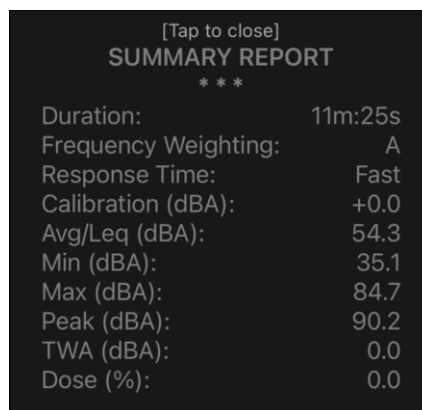 [Tap to close]
SUMMARY REPORT
* * *
Duration: 11m:25s
Frequency Weighting: A
Response Time: Fast
Calibration (dBA): +0.0
Avg/Leq (dBA): 54.3
Min (dBA): 35.1
Max (dBA): 84.7
Peak (dBA): 90.2
TWA (dBA): 0.0
Dose (%): 0.0